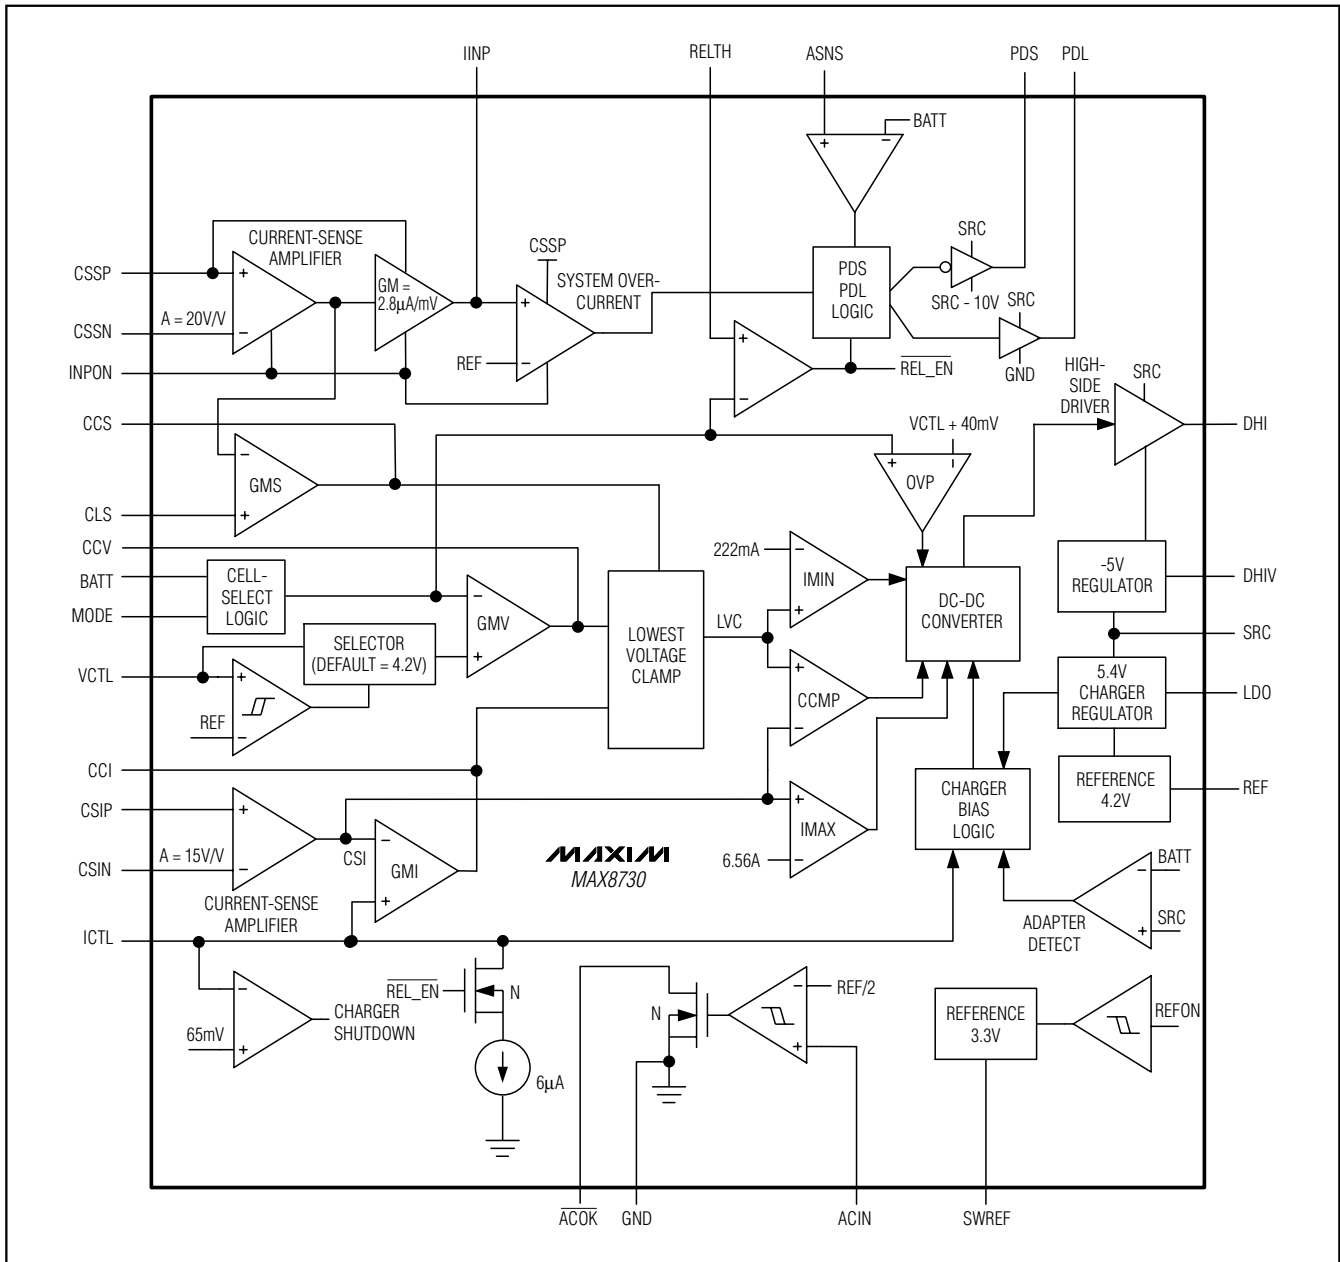 IINP
RELTH
ASNS
PDS
PDL
BATT
+
−
CURRENT-SENSE
AMPLIFIER
CSSP
SRC
CSSP
+
GM =
2.8µA/mV
+
SYSTEM OVER-
CURRENT
PDS
PDL
LOGIC
SRC - 10V
SRC
CSSN
A = 20V/V
−
REF
−
+
GND
INPON
REL_EN
HIGH-
SIDE
DRIVER
SRC
−
CCS
VCTL + 40mV
DHI
−
GMS
+
−
OVP
CLS
+
CCV
222mA
−
IMIN
+
BATT
MODE
CELL-
SELECT
LOGIC
−
GMV
+
DC-DC
CONVERTER
-5V
REGULATOR
DHIV
SELECTOR
(DEFAULT = 4.2V)
LOWEST
VOLTAGE
CLAMP
LVC
SRC
VCTL
+
REF
−
+
CCMP
−
5.4V
CHARGER
REGULATOR
LDO
CCI
CSIP
+
−
CSI
GMI
+
+
IMAX
6.56A
−
CHARGER
BIAS
LOGIC
REFERENCE
4.2V
REF
CSIN
A = 15V/V
−
MAXIM
MAX8730
CURRENT-SENSE
AMPLIFIER
BATT
−
SRC
+
ADAPTER
DETECT
ICTL
−
65mV
+
CHARGER
SHUTDOWN
REL_EN
N
6µA
N
−
REF/2
+
REFERENCE
3.3V
REFON
ACOK
GND
ACIN
SWREF